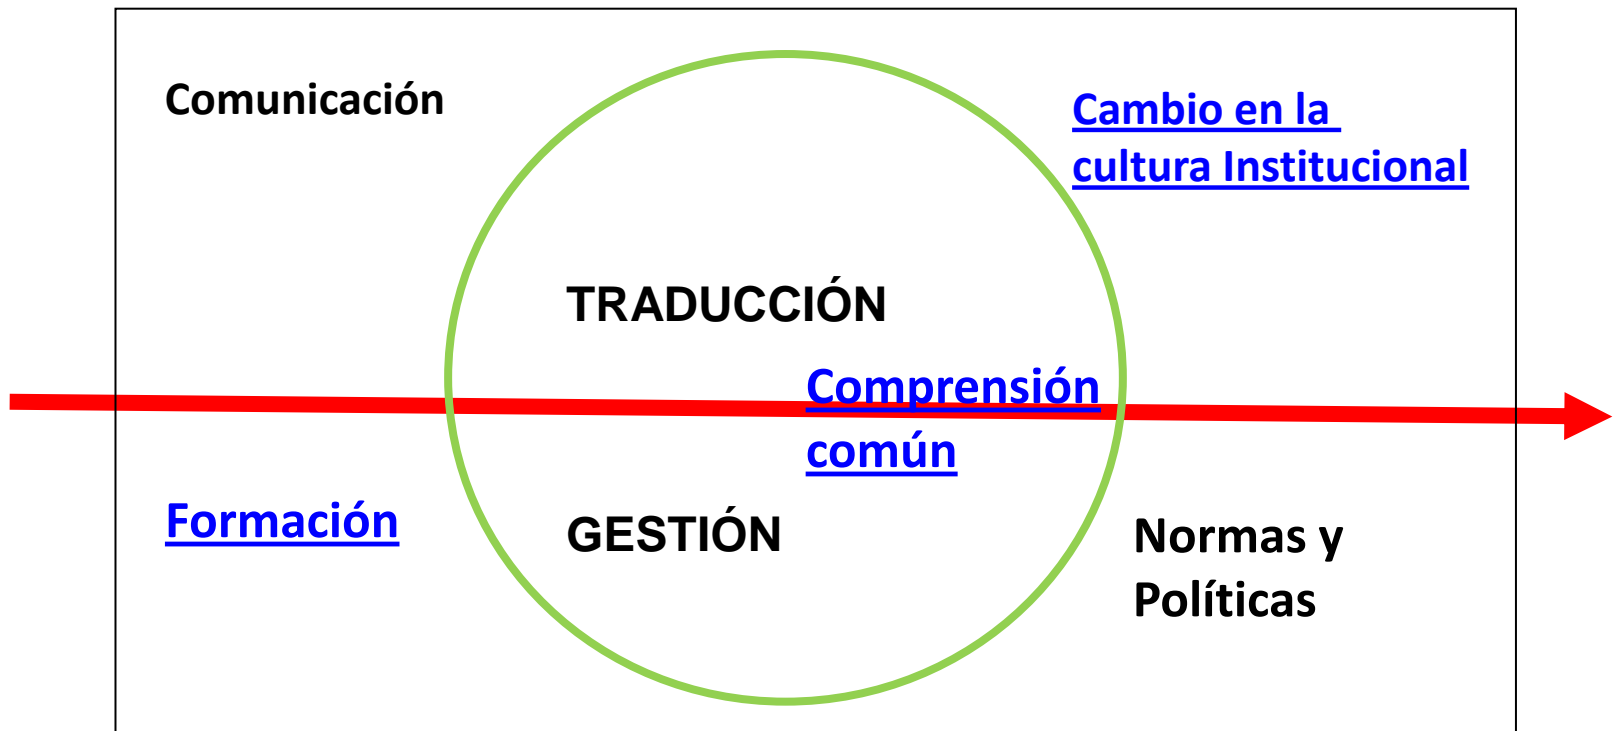 Comunicación
Cambio en la
cultura Institucional
TRADUCCIÓN
Comprensión
común
Formación
GESTIÓN
Normas y
Políticas